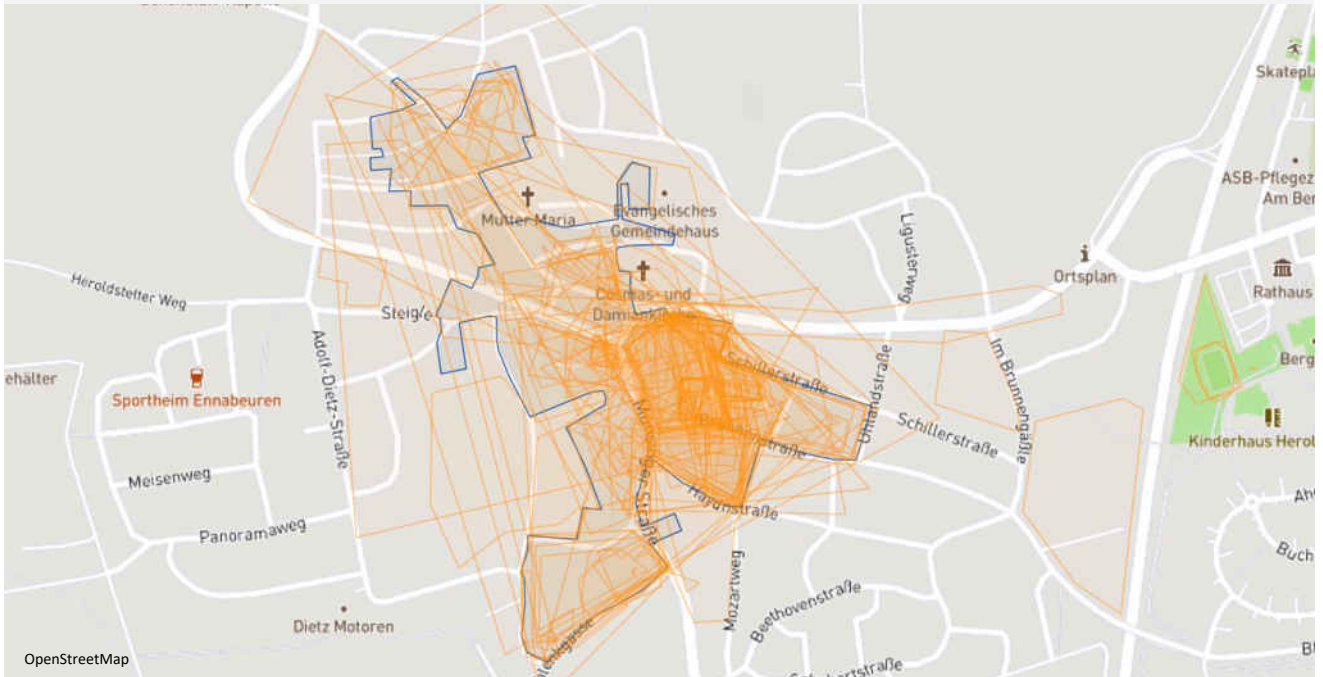 Skatepla
ASB-Pflegez
Am Ber
Mutter Maria
Evangelisches
Gemeindehaus
Ligusterweg
Ortsplan
Rathaus
Heroldstetter Weg
Steig/e
Cosmas- und
Adolf-Dietz-Straße
Schillerstraße
Uhlandstraße
Im Brunnengäßle
Berg
ehälter
Sportheim Ennabeuren
Schillerstraße
Kinderhaus Herol
Meisenweg
Haydnstraße
Panoramaweg
Buch
Mozartweg
Beethovenstraße
Dietz Motoren
OpenStreetMap